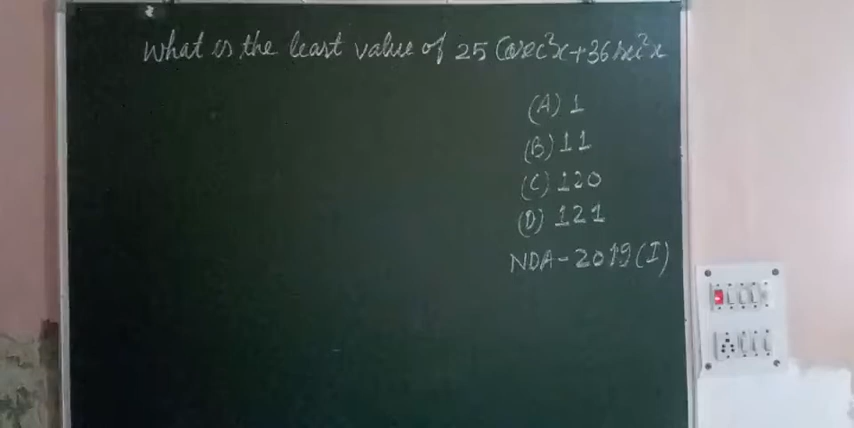 What is the least value of 25 Cosec²x + 36 sec²x
(A) 1
(B) 11
(C) 120
(D) 121
NDA - 2019 (I)